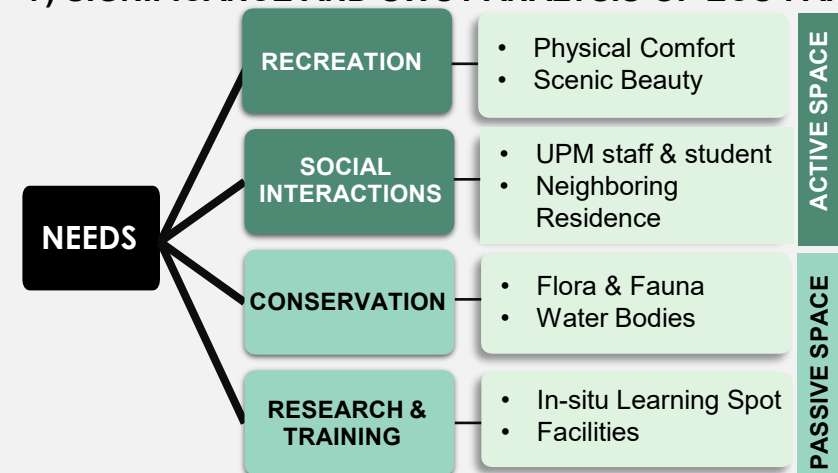 NEEDS
RECREATION
• Physical Comfort
• Scenic Beauty
SOCIAL
INTERACTIONS
• UPM staff & student
• Neighboring
Residence
ACTIVE SPACE
CONSERVATION
• Flora & Fauna
• Water Bodies
RESEARCH &
TRAINING
• In-situ Learning Spot
• Facilities
PASSIVE SPACE